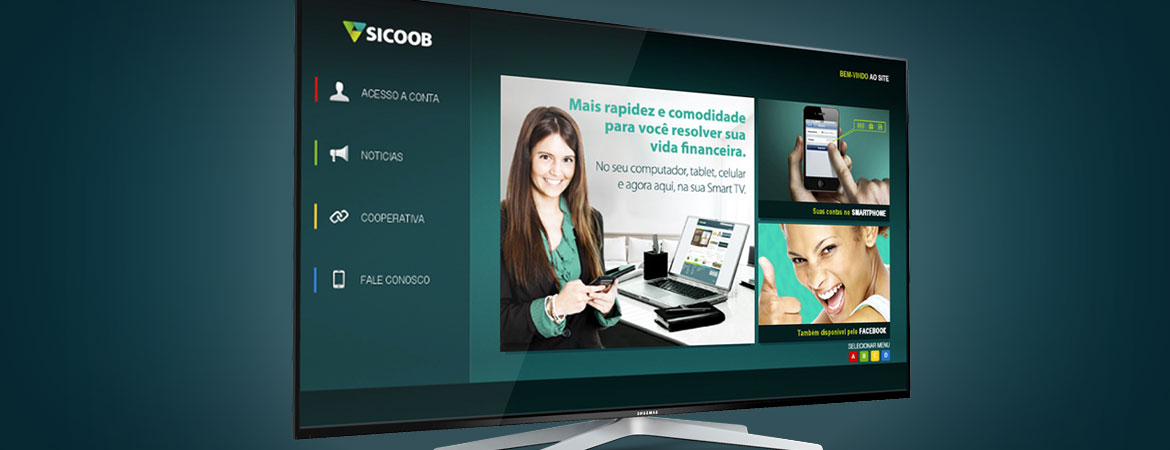 SICOOB
BEM-VINDO AO SITE
ACESSO A CONTA
NOTICIAS
COOPERATIVA
FALE CONOSCO
Mais rapidez e comodidade
para você resolver sua
vida financeira.
No seu computador, tablet, celular
e agora aqui, na sua Smart TV.
Suas contas no SMARTPHONE
Também disponível pelo FACEBOOK
SELECIONAR MENU
A B C D